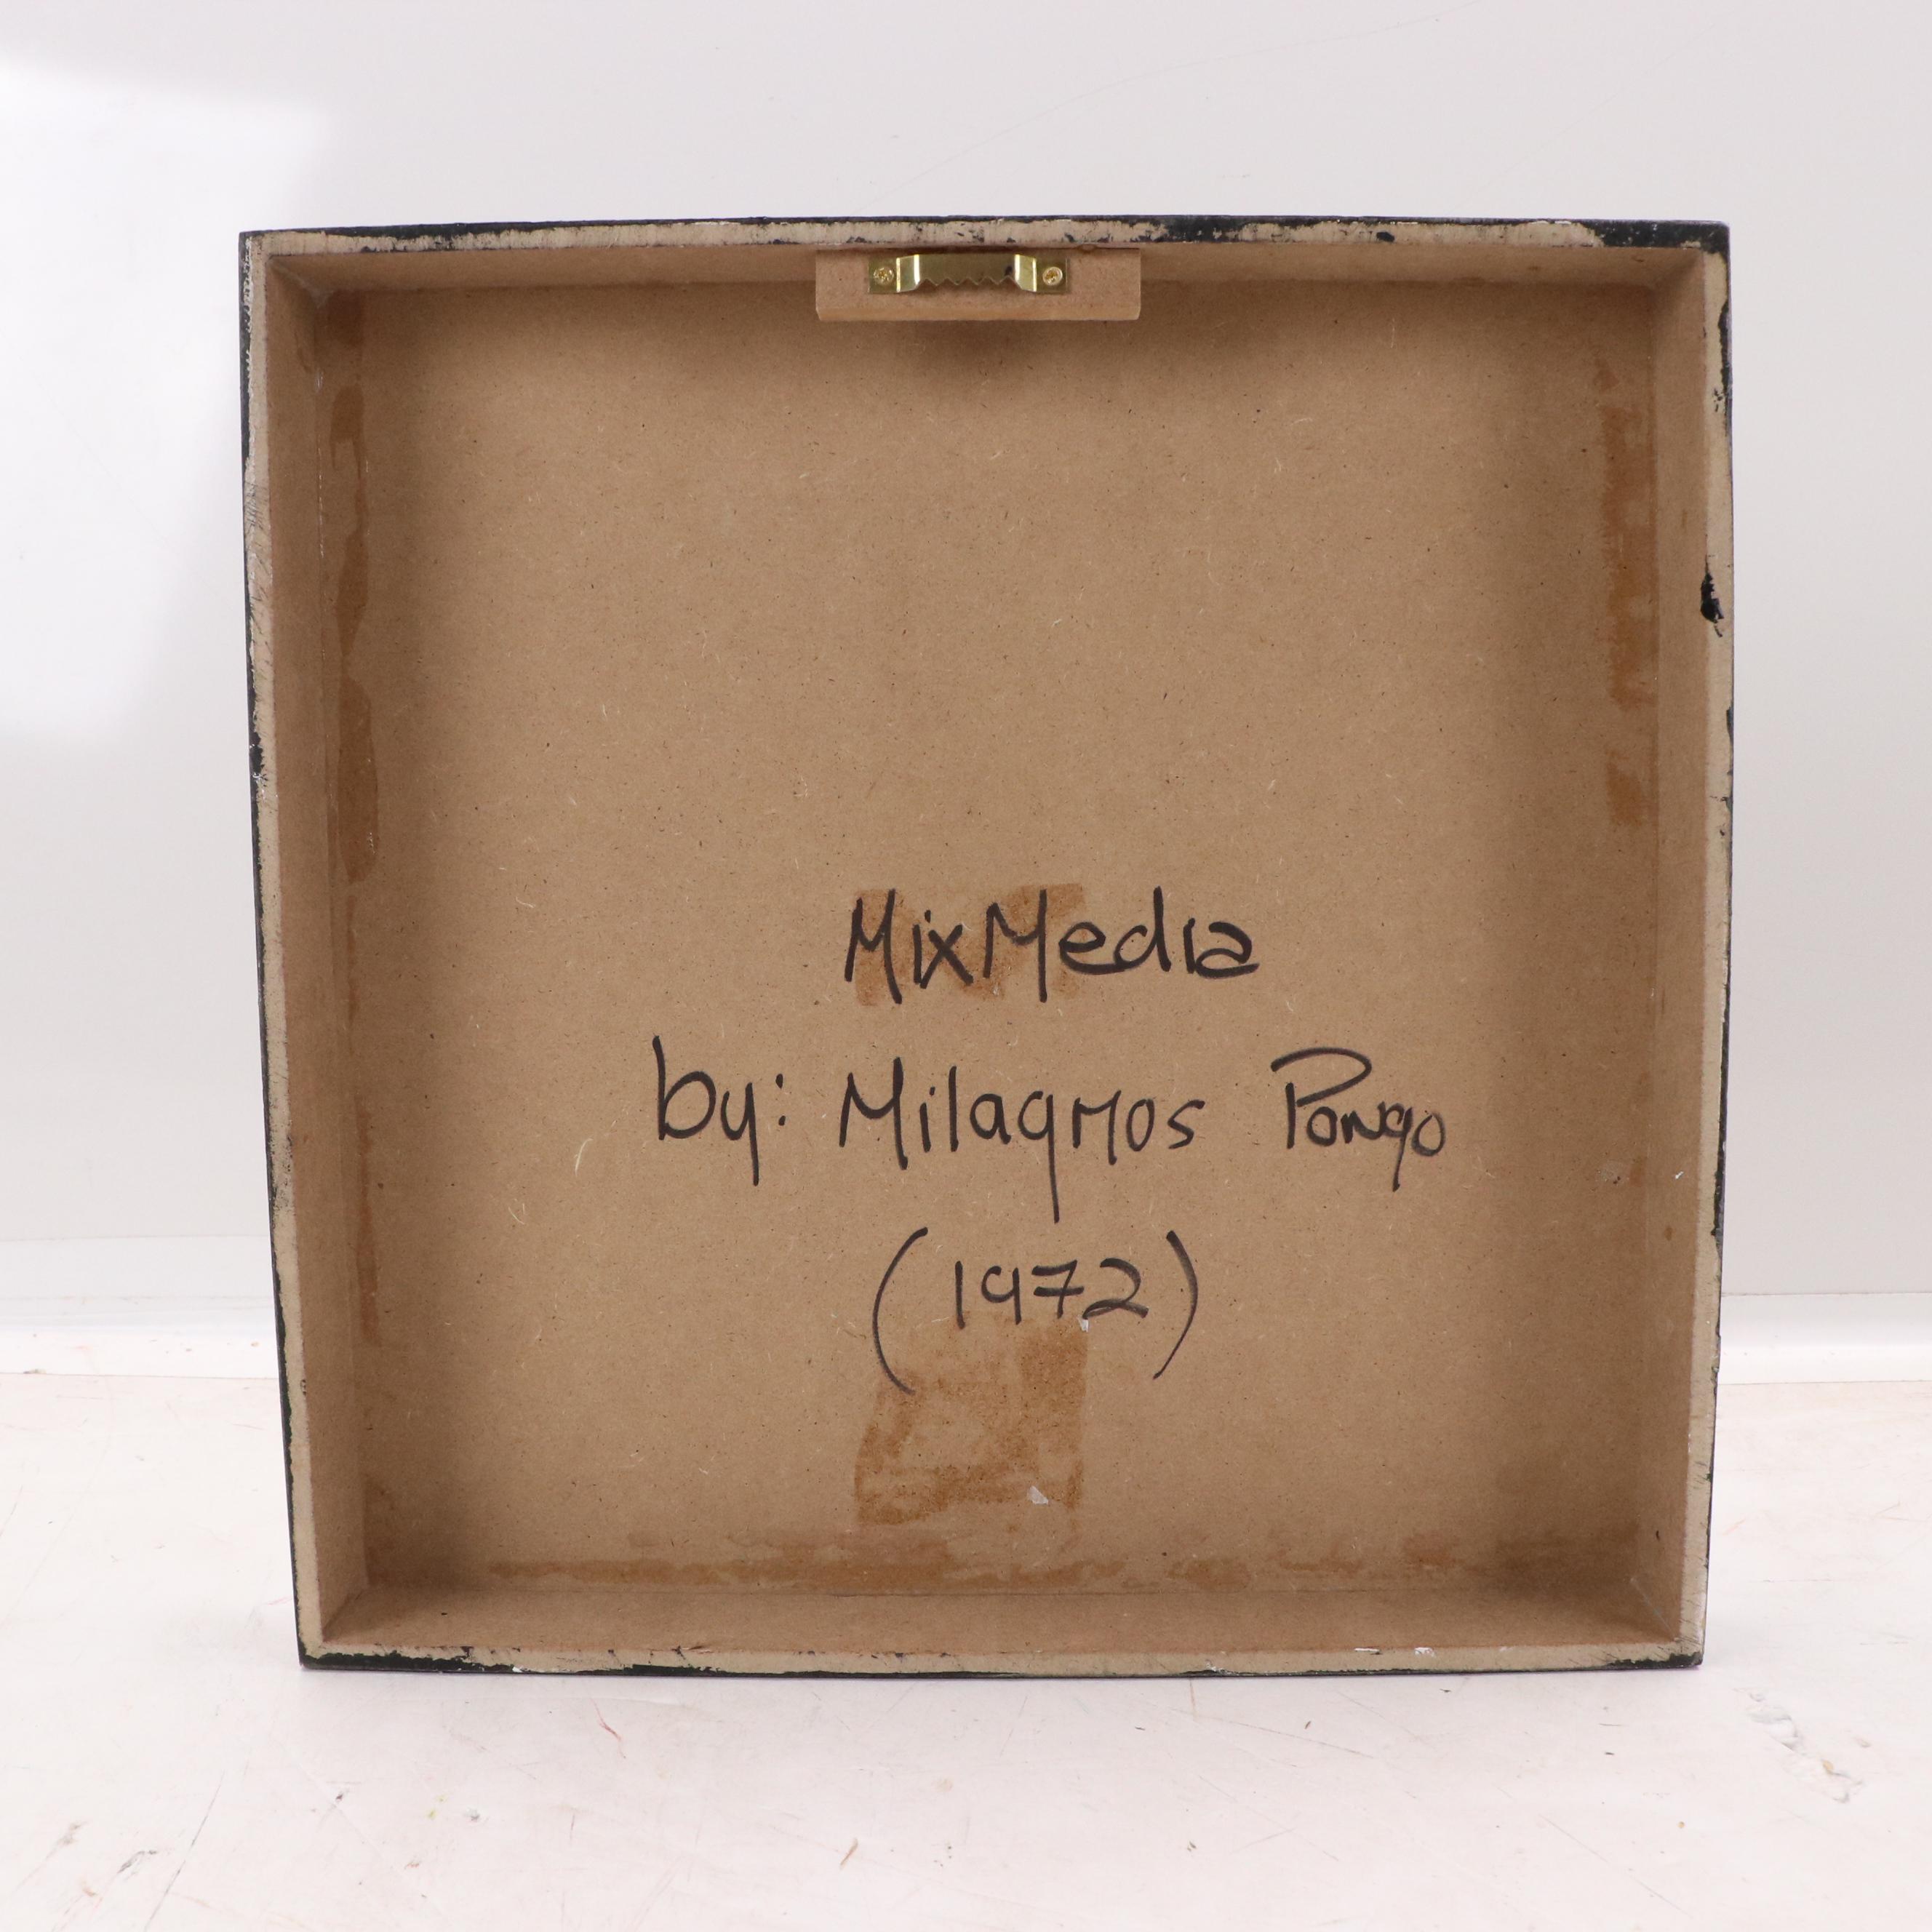 MixMedia
by: Milagros Pongo
(1972)